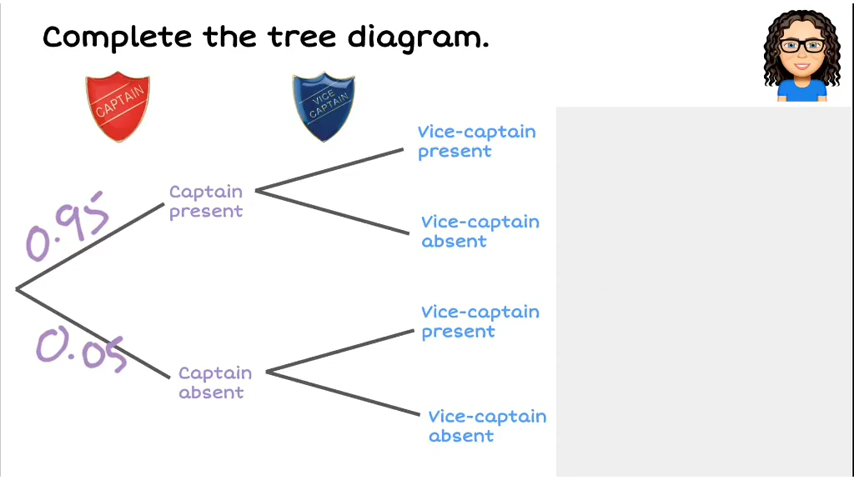 Complete the tree diagram.
CAPTAIN
VICE
CAPTAIN
Vice-captain
present
Captain
present
0.95
Vice-captain
absent
Vice-captain
present
0.05
Captain
absent
Vice-captain
absent